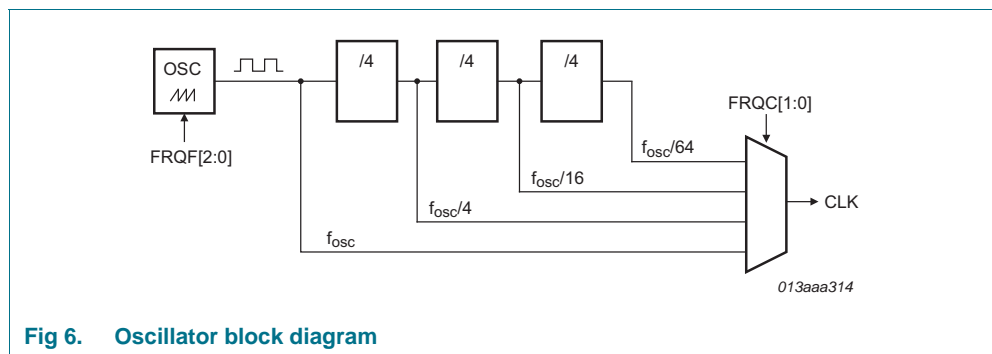 OSC
/4
/4
/4
FRQF[2:0]
FRQC[1:0]
fosc/64
fosc/16
fosc/4
fosc
CLK
013aaa314
Fig 6. Oscillator block diagram